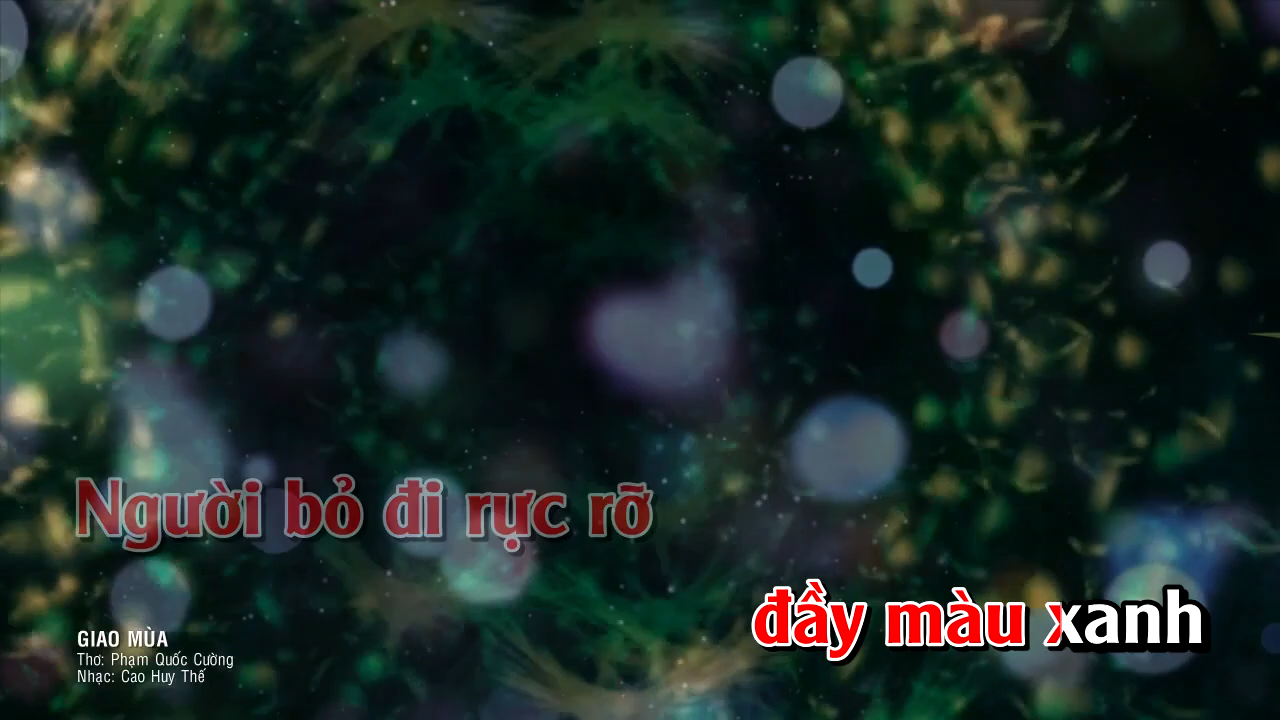 Người bỏ đi rực rỡ
đầy màu xanh
GIAO MÙA
Thơ: Phạm Quốc Cường
Nhạc: Cao Huy Thế